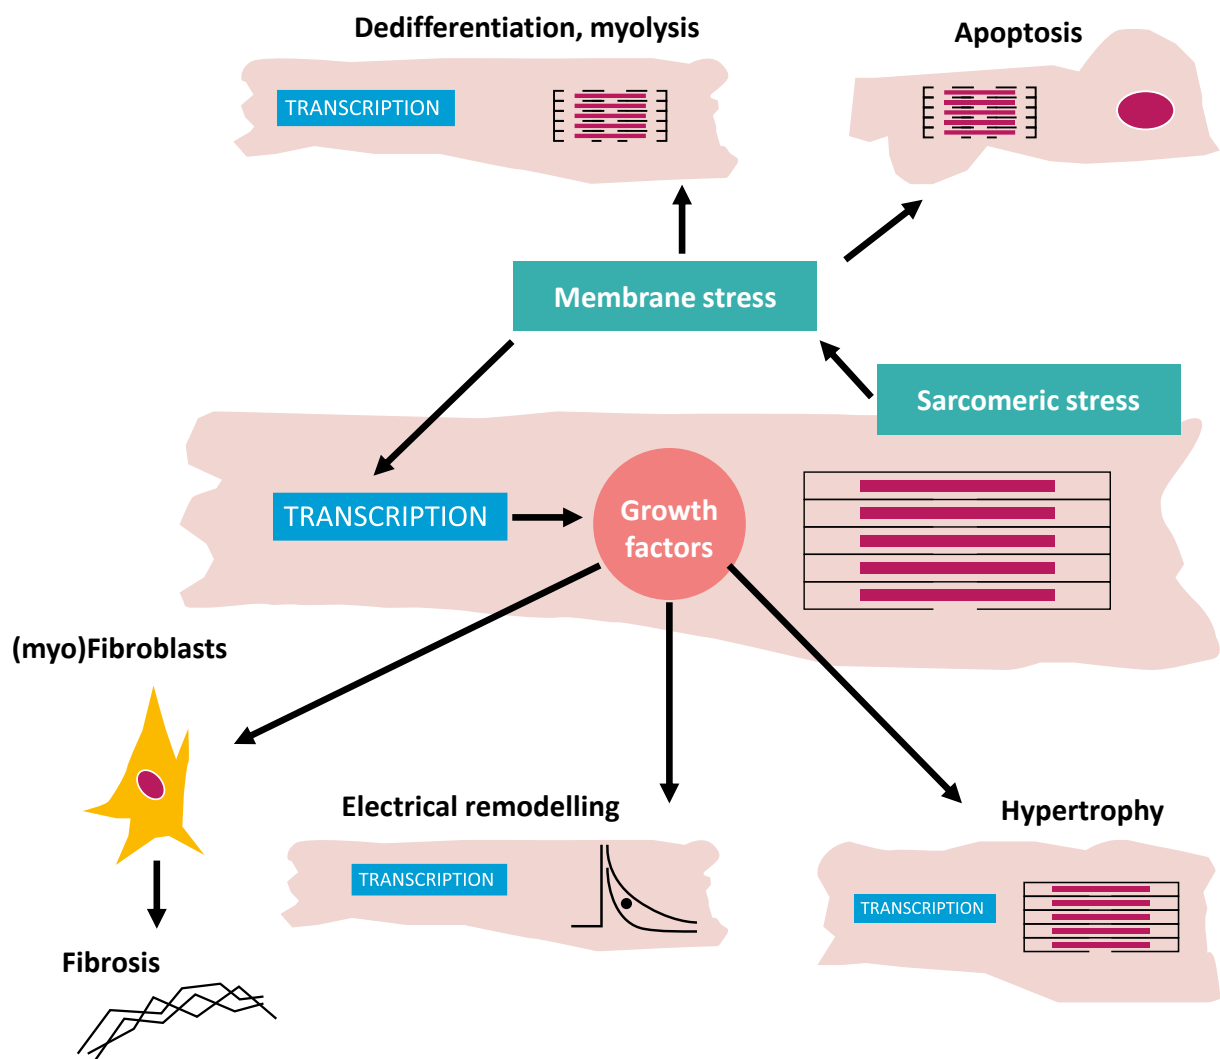 Dedifferentiation, myolysis
Apoptosis
TRANSCRIPTION
Membrane stress
Sarcomeric stress
TRANSCRIPTION
Growth
factors
(myo)Fibroblasts
Electrical remodelling
Hypertrophy
TRANSCRIPTION
TRANSCRIPTION
Fibrosis